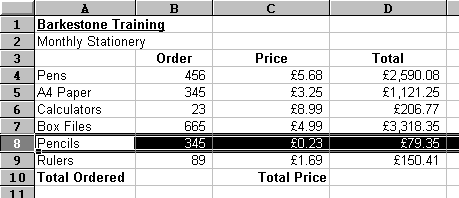 A B C D
1 Barkestone Training
2 Monthly Stationery
3 Order Price Total
4 Pens 456 £5.68 £2,590.08
5 A4 Paper 345 £3.25 £1,121.25
6 Calculators 23 £8.99 £206.77
7 Box Files 665 £4.99 £3,318.35
8 Pencils 345 £0.23 £79.35
9 Rulers 89 £1.69 £150.41
10 Total Ordered Total Price
11